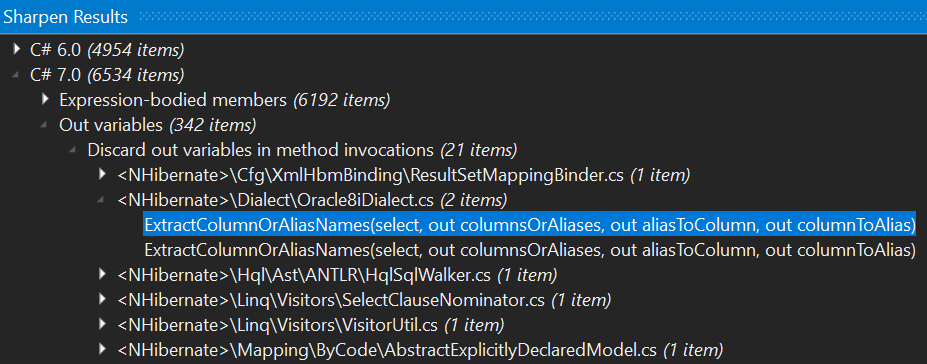 Sharpen Results
C# 6.0 (4954 items)
C# 7.0 (6534 items)
Expression-bodied members (6192 items)
Out variables (342 items)
Discard out variables in method invocations (21 items)
<NHibernate>\Cfg\XmlHbmBinding\ResultSetMappingBinder.cs (1 item)
<NHibernate>\Dialect\Oracle8iDialect.cs (2 items)
ExtractColumnOrAliasNames(select, out columnsOrAliases, out aliasToColumn, out columnToAlias)
ExtractColumnOrAliasNames(select, out columnsOrAliases, out aliasToColumn, out columnToAlias)
<NHibernate>\Hql\Ast\ANTLR\HqlSqlWalker.cs (1 item)
<NHibernate>\Linq\Visitors\SelectClauseNominator.cs (1 item)
<NHibernate>\Linq\Visitors\VisitorUtil.cs (1 item)
<NHibernate>\Mapping\ByCode\AbstractExplicitlyDeclaredModel.cs (1 item)